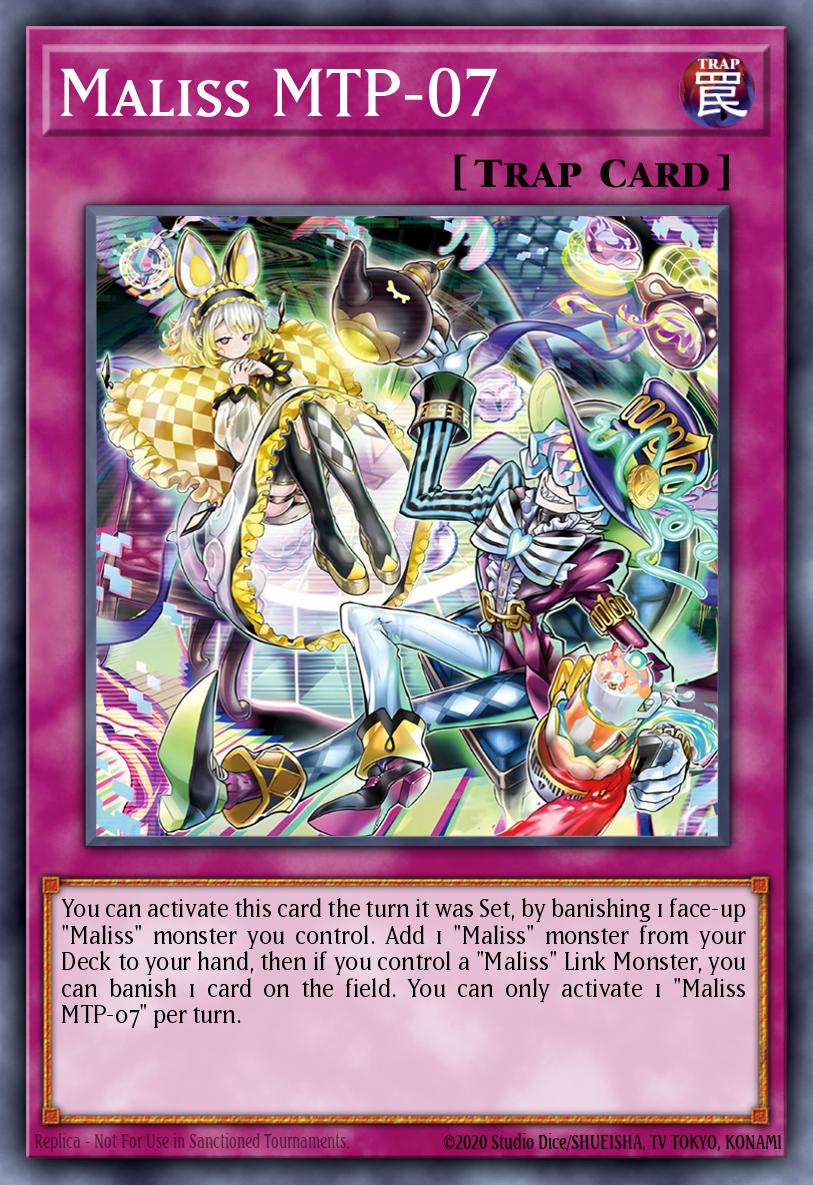 Maliss MTP-07
TRAP
罠
[Trap Card]
You can activate this card the turn it was Set, by banishing 1 face-up
"Maliss" monster you control. Add 1 "Maliss" monster from your
Deck to your hand, then if you control a "Maliss" Link Monster, you
can banish 1 card on the field. You can only activate 1 "Maliss
MTP-07" per turn.
Replica - Not For Use in Sanctioned Tournaments.
©2020 Studio Dice/SHUEISHA, TV TOKYO, KONAMI